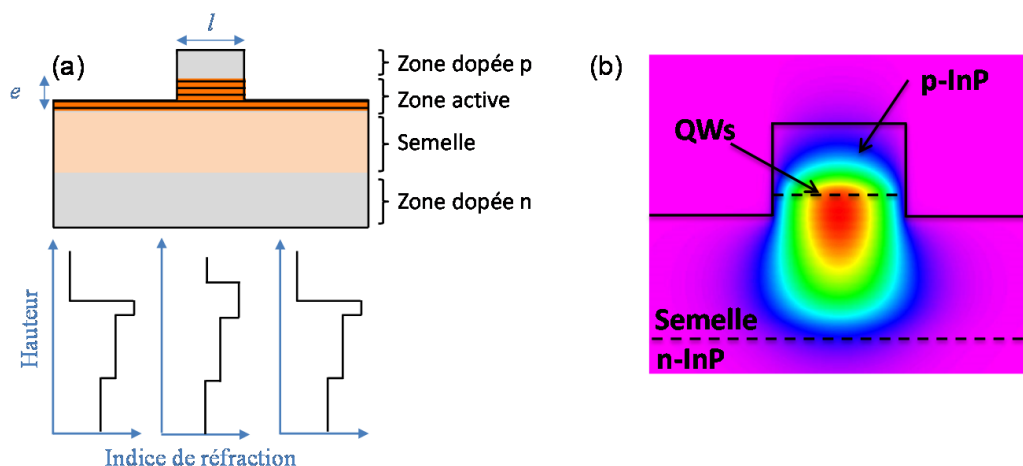 (a)
l
e
Zone dopée p
Zone active
Semelle
Zone dopée n
Hauteur
Indice de réfraction
(b)
p-InP
QWs
Semelle
n-InP